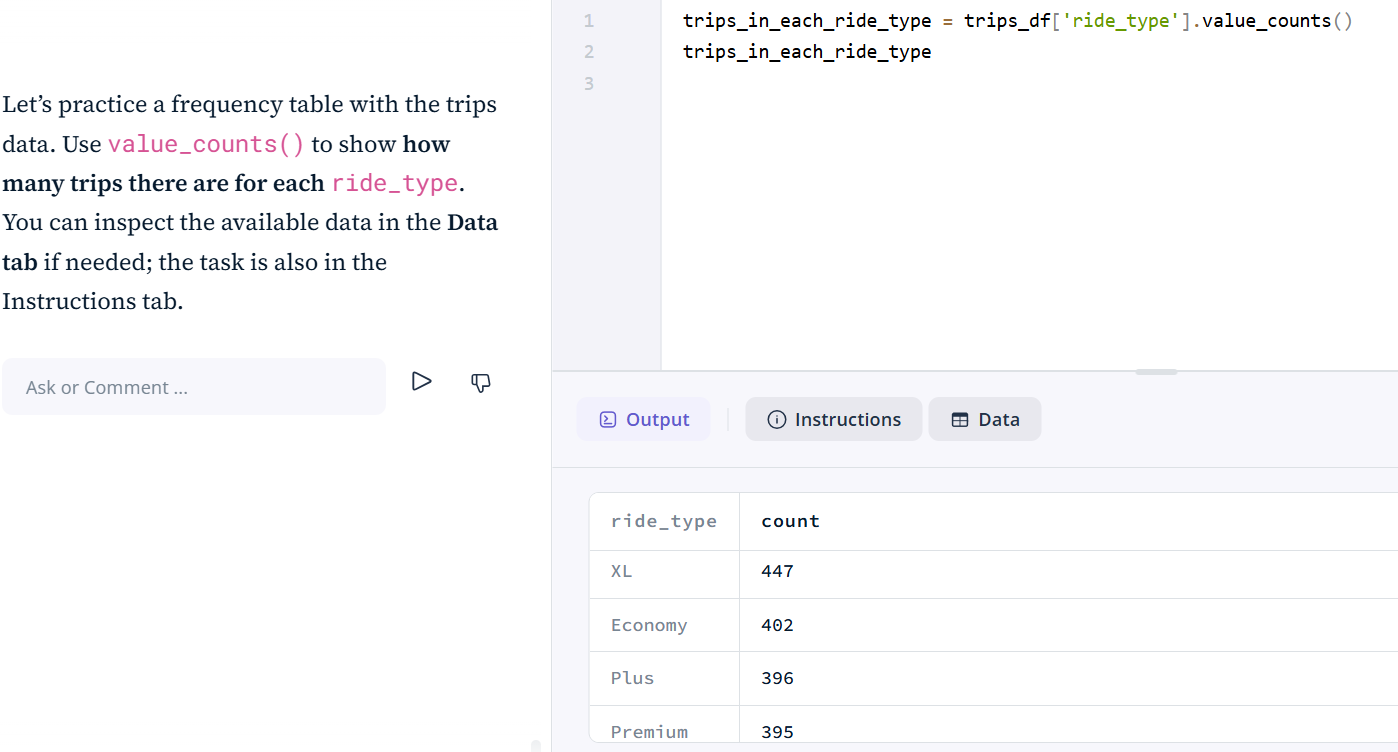 Let’s practice a frequency table with the trips
data. Use value_counts() to show how
many trips there are for each ride_type.
You can inspect the available data in the Data
tab if needed; the task is also in the
Instructions tab.
Ask or Comment ...
1 trips_in_each_ride_type = trips_df['ride_type'].value_counts()
2 trips_in_each_ride_type
3
Output Instructions Data
ride_type count
XL 447
Economy 402
Plus 396
Premium 395